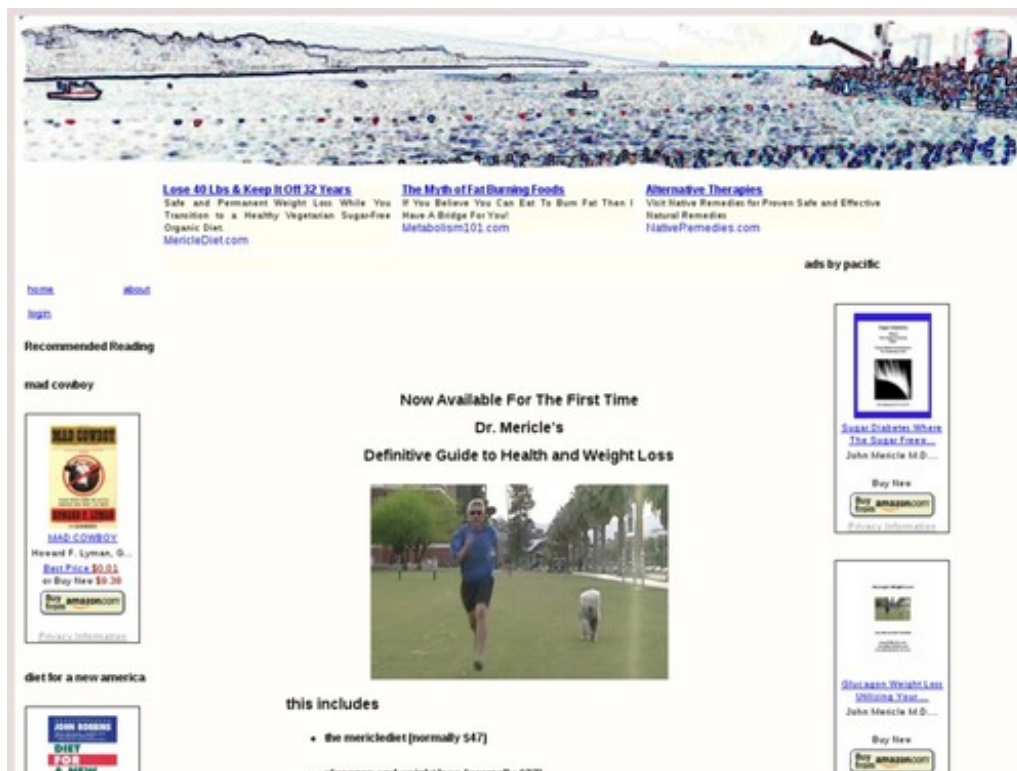 Lose 40 Lbs & Keep It Off 32 Years
Safe and Permanent Weight Loss While You
Transition to a Healthy Vegetarian Sugar-Free
Organic Diet.
MericleDiet.com
The Myth of Fat Burning Foods
If You Believe You Can Eat To Burn Fat Then I
Have A Bridge For You!
Metabolism101.com
Alternative Therapies
Visit Native Remedies for Proven Safe and Effective
Natural Remedies
NativeRemedies.com
ads by pacific
home about
login
Recommended Reading
mad cowboy
MAD COWBOY
HOWARD F. LYMAN
MAD COWBOY
Howard F. Lyman, G...
Best Price $0.01
or Buy New $9.38
Buy from amazon.com
Privacy Information
diet for a new america
JOHN ROBBINS
DIET
FOR
A NEW
Now Available For The First Time
Dr. Mericle's
Definitive Guide to Health and Weight Loss
this includes
• the mericlediet (normally $47)
Sugar Diabetes Where
The Sugar Freee...
John Mericle M.D....
Buy New
Buy from amazon.com
Privacy Information
Glucagon Weight Loss
Utilizing Your...
John Mericle M.D....
Buy New
Buy from amazon.com